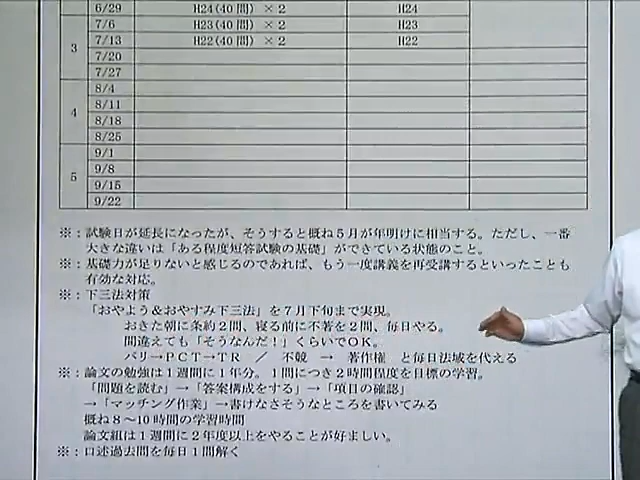 6/29 H24(40問)×2 H24
3 7/6 H23(40問)×2 H23
7/13 H22(40問)×2 H22
7/20
7/27
4 8/4
8/11
8/18
8/25
5 9/1
9/8
9/15
9/22
※：試験日が延長になったが、そうすると概ね５月が年明けに相当する。ただし、一番
大きな違いは「ある程度短答試験の基礎」ができている状態のこと。
※：基礎力が足りないと感じるのであれば、もう一度講義を再受講するといったことも
有効な対応。
※：下三法対策
「おやよう＆おやすみ下三法」を７月下旬まで実現。
おきた朝に条約２問、寝る前に不著を２問、毎日やる。
間違えても「そうなんだ！」くらいでＯＫ。
パリ→ＰＣＴ→ＴＲ ／ 不競 → 著作権 と毎日法域を代える
※：論文の勉強は１週間に１年分。１問につき２時間程度を目標の学習。
「問題を読む」→「答案構成をする」→「項目の確認」
→「マッチング作業」→書けなさそうなところを書いてみる
概ね８～１０時間の学習時間
論文組は１週間に２年度以上をやることが好ましい。
※：口述過去問を毎日１問解く